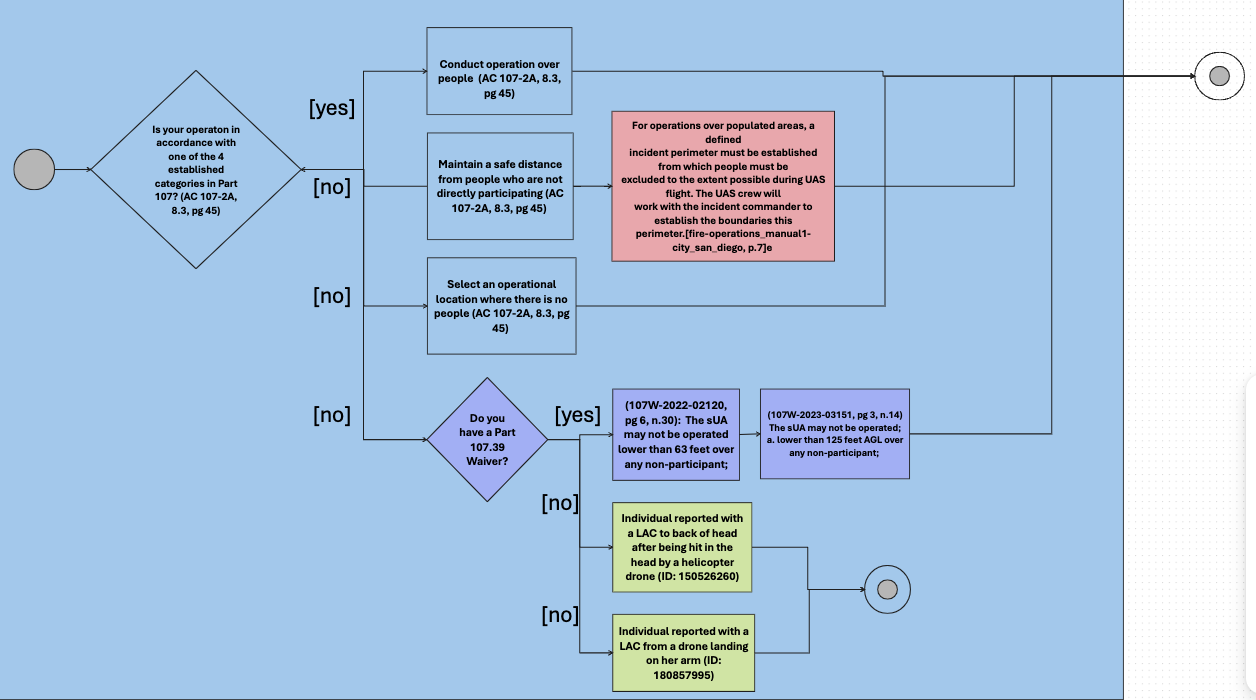 Is your operaton in
accordance with
one of the 4
established
categories in Part
107? (AC 107-2A,
8.3, pg 45)
[yes]
Conduct operation over
people (AC 107-2A, 8.3,
pg 45)
[no]
Maintain a safe distance
from people who are not
directly participating (AC
107-2A, 8.3, pg 45)
For operations over populated areas, a
defined
incident perimeter must be established
from which people must be
excluded to the extent possible during UAS
flight. The UAS crew will
work with the incident commander to
establish the boundaries this
perimeter.[fire-operations_manual1-
city_san_diego, p.7]e
[no]
Select an operational
location where there is no
people (AC 107-2A, 8.3, pg
45)
[no]
Do you
have a Part
107.39
Waiver?
[yes]
(107W-2022-02120,
pg 6, n.30): The sUA
may not be operated
lower than 63 feet over
any non-participant;
(107W-2023-03151, pg 3, n.14)
The sUA may not be operated;
a. lower than 125 feet AGL over
any non-participant;
[no]
Individual reported with
a LAC to back of head
after being hit in the
head by a helicopter
drone (ID: 150526260)
[no]
Individual reported with a
LAC from a drone landing
on her arm (ID:
180857995)